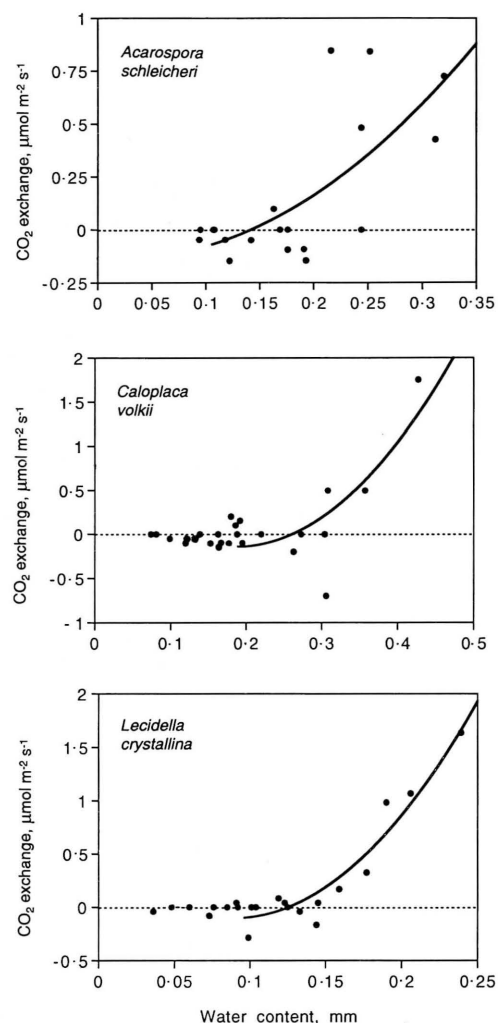 Acarospora
schleicheri
CO₂ exchange, μmol m⁻² s⁻¹
1
0·75
0·5
0·25
0
-0·25
0 0·05 0·1 0·15 0·2 0·25 0·3 0·35
Caloplaca
volkii
CO₂ exchange, μmol m⁻² s⁻¹
2
1·5
1
0·5
0
-0·5
-1
0 0·1 0·2 0·3 0·4 0·5
Lecidella
crystallina
CO₂ exchange, μmol m⁻² s⁻¹
2
1·5
1
0·5
0
-0·5
0 0·05 0·1 0·15 0·2 0·25
Water content, mm